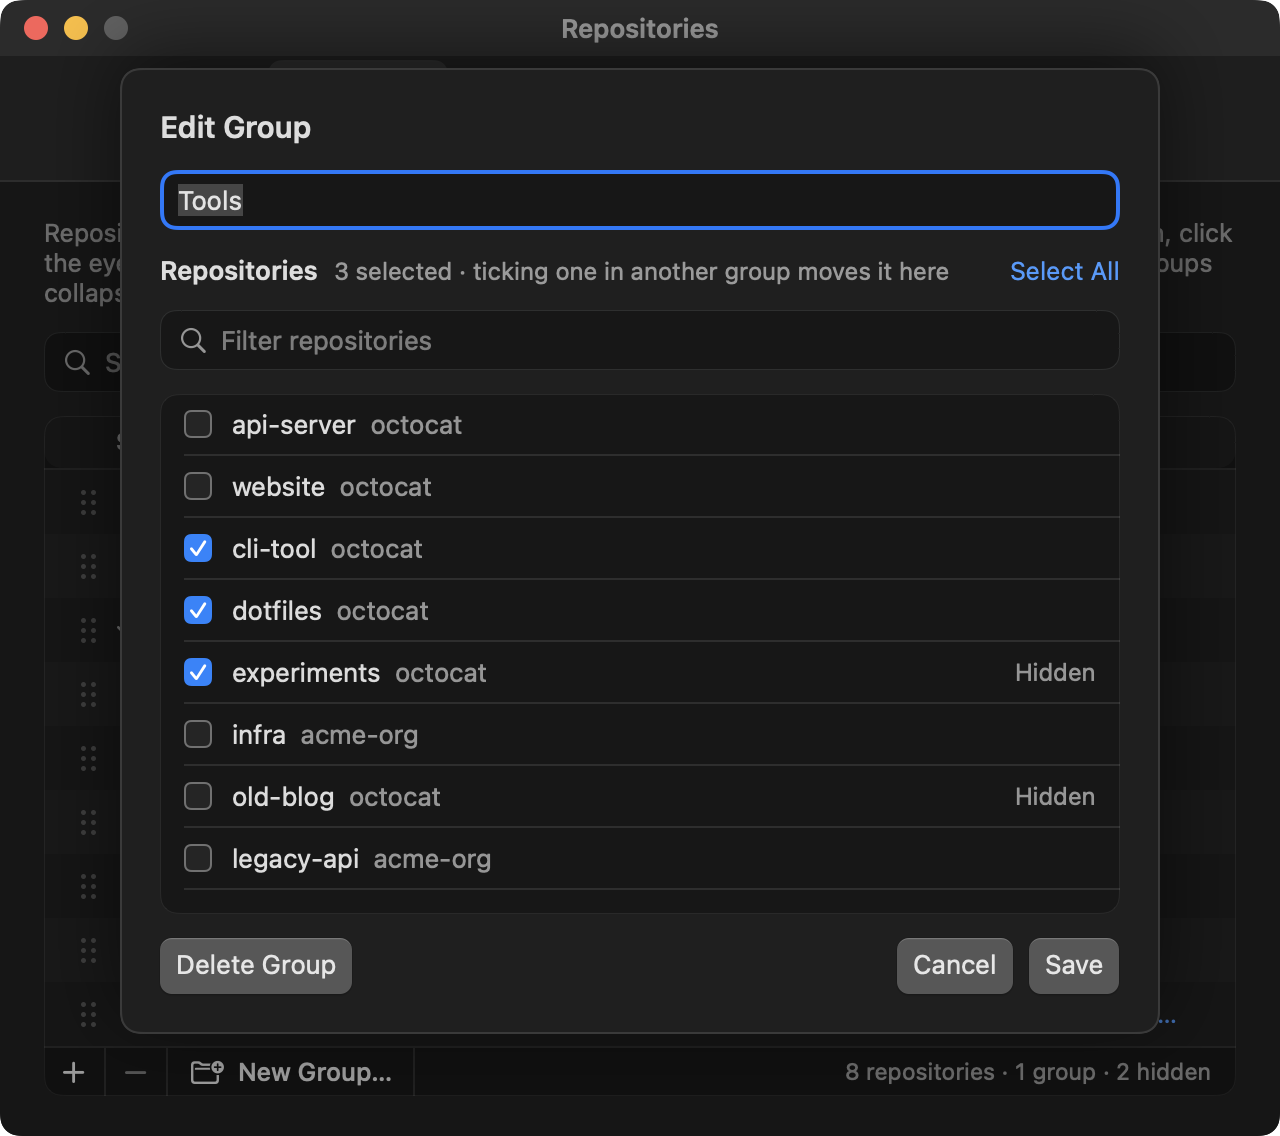 Repositories
Edit Group
Tools
Repositories 3 selected · ticking one in another group moves it here Select All
click
the
Filter repositories
api-server octocat
website octocat
cli-tool octocat
dotfiles octocat
experiments octocat Hidden
infra acme-org
old-blog octocat Hidden
legacy-api acme-org
Delete Group Cancel Save
New Group... 8 repositories · 1 group · 2 hidden